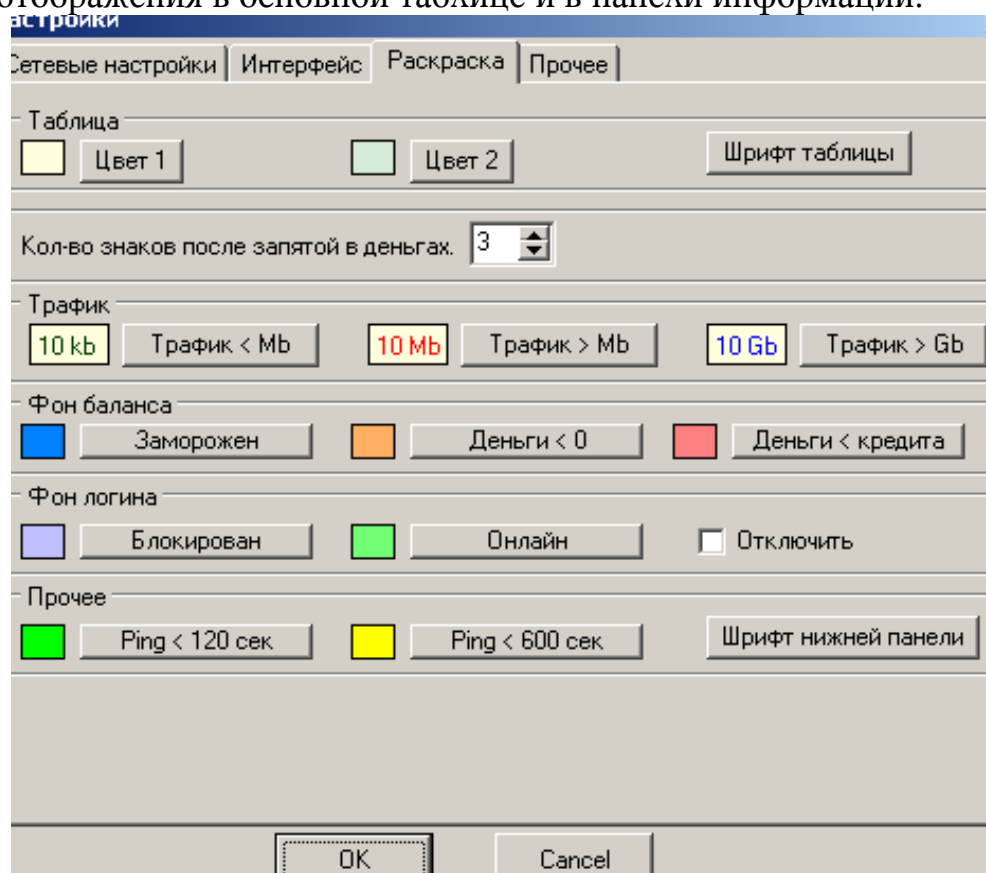 отображения в основной таблице и в панели информации.
астройки
Сетевые настройки Интерфейс Раскраска Прочее
Таблица
Цвет 1 Цвет 2 Шрифт таблицы
Кол-во знаков после запятой в деньгах. 3
Трафик
10 kb Трафик < Mb 10 Mb Трафик > Mb 10 Gb Трафик > Gb
Фон баланса
Заморожен Деньги < 0 Деньги < кредита
Фон логина
Блокирован Онлайн Отключить
Прочее
Ping < 120 сек Ping < 600 сек Шрифт нижней панели
OK Cancel